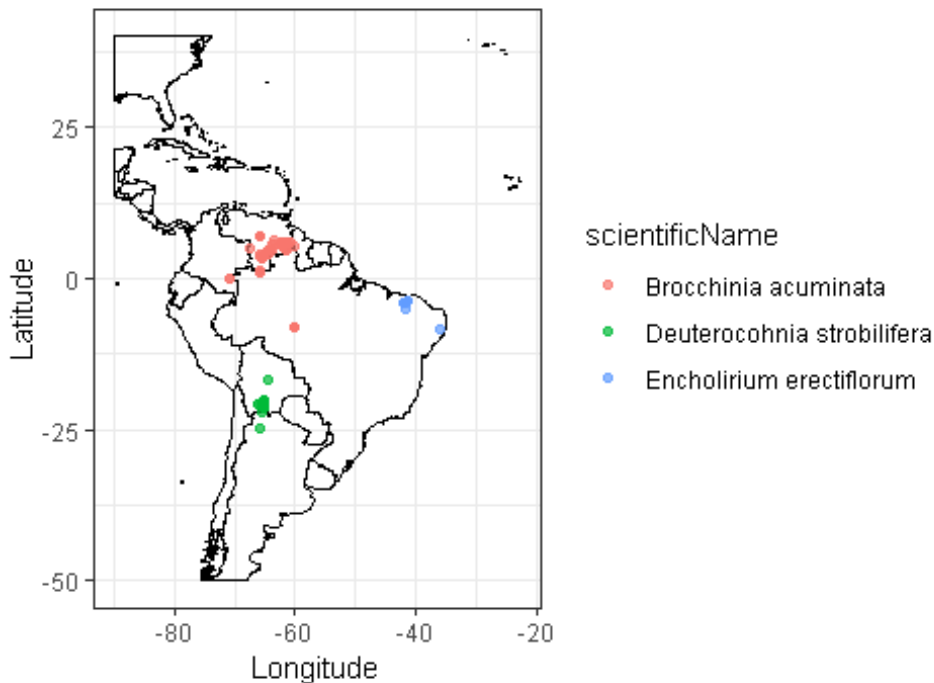 25
0
-25
-50
Latitude
-80
-60
-40
-20
Longitude
scientificName
Brocchinia acuminata
Deuterocohnia strobilifera
Encholirium erectiflorum